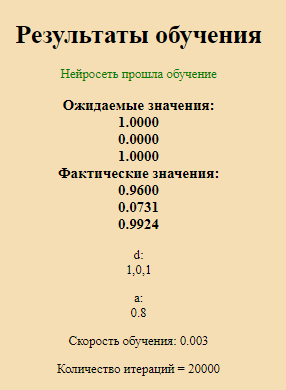 Результаты обучения
Нейросеть прошла обучение
Ожидаемые значения:
1.0000
0.0000
1.0000
Фактические значения:
0.9600
0.0731
0.9924
d:
1,0,1
a:
0.8
Скорость обучения: 0.003
Количество итераций = 20000